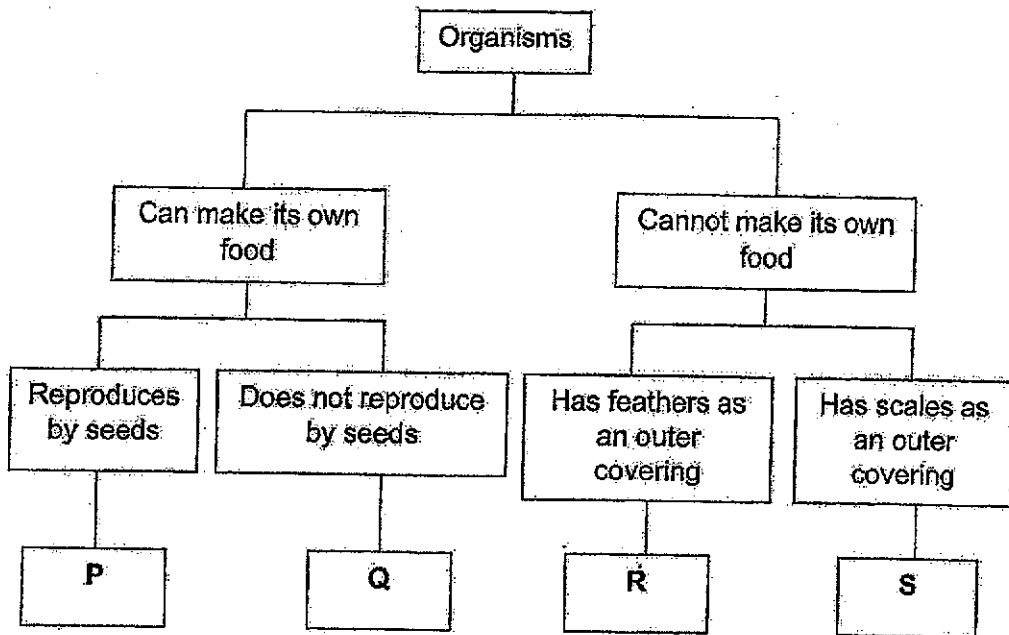 Organisms
Can make its own
food
Cannot make its own
food
Reproduces
by seeds
Does not reproduce
by seeds
Has feathers as
an outer
covering
Has scales as
an outer
covering
P
Q
R
S